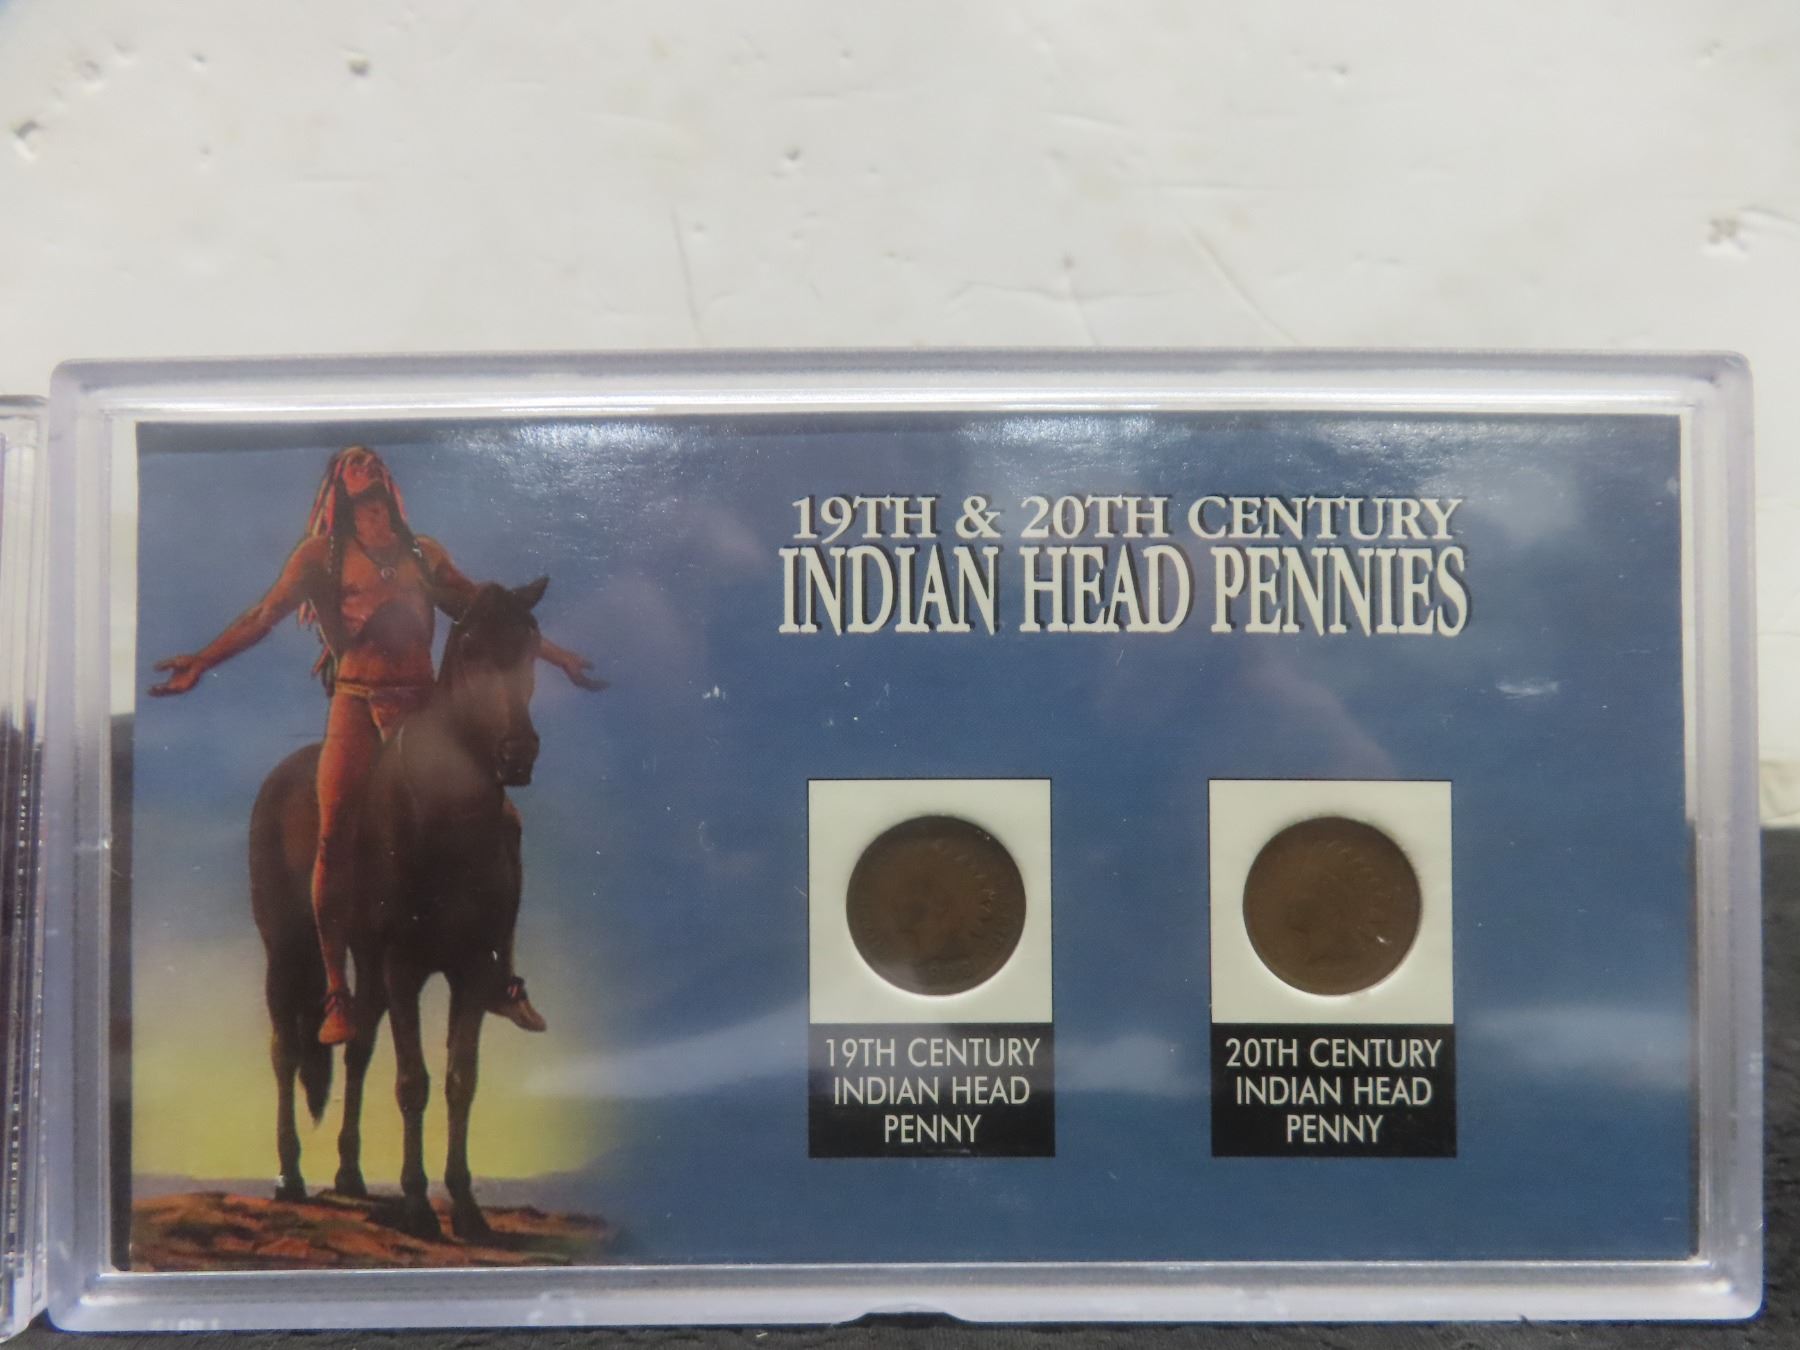 19TH & 20TH CENTURY
INDIAN HEAD PENNIES
19TH CENTURY
INDIAN HEAD
PENNY
20TH CENTURY
INDIAN HEAD
PENNY